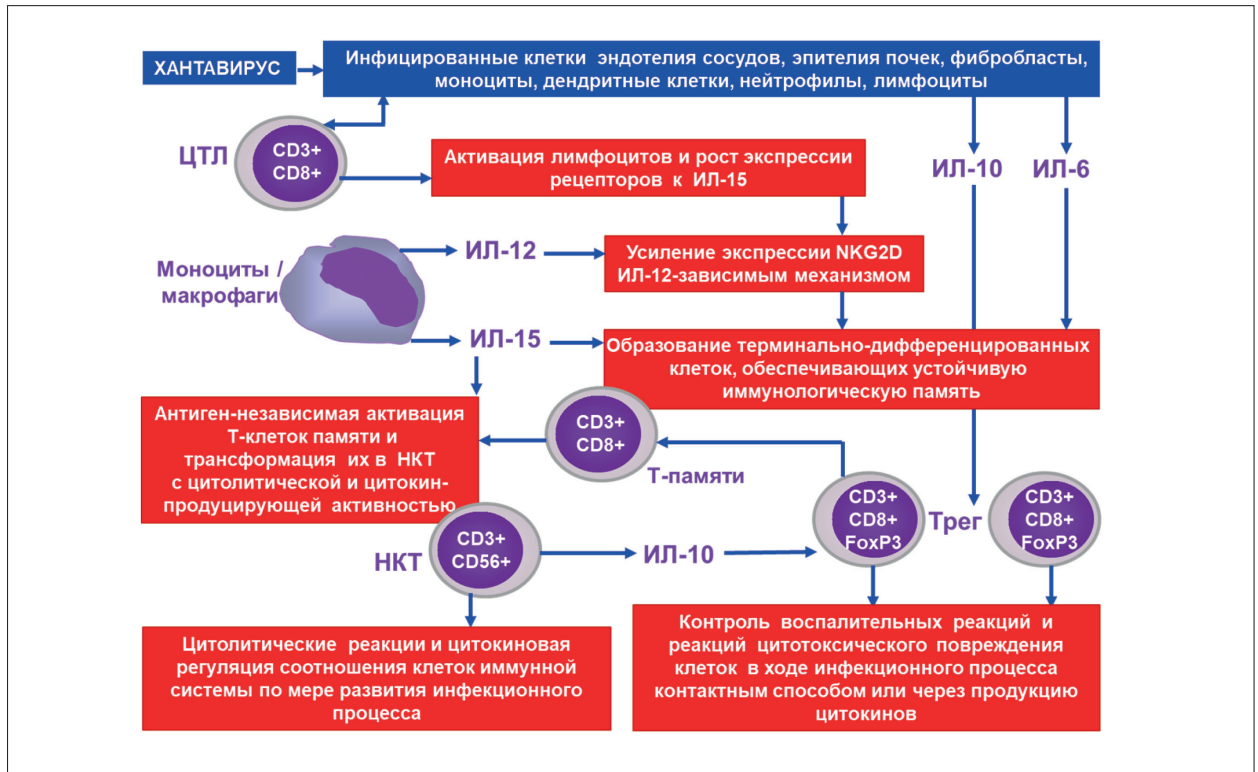 ХАНТАВИРУС
Инфицированные клетки эндотелия сосудов, эпителия почек, фибробласты,
моноциты, дендритные клетки, нейтрофилы, лимфоциты
ЦТЛ
CD3+
CD8+
Активация лимфоцитов и рост экспрессии
рецепторов к ИЛ-15
ИЛ-10
ИЛ-6
Моноциты /
макрофаги
ИЛ-12
Усиление экспрессии NKG2D
ИЛ-12-зависимым механизмом
ИЛ-15
Образование терминально-дифференцированных
клеток, обеспечивающих устойчивую
иммунологическую память
Антиген-независимая активация
Т-клеток памяти и
трансформация их в НКТ
с цитолитической и цитокин-
продуцирующей активностью
CD3+
CD8+
Т-памяти
CD3+
CD8+
FoxP3
Трег
CD3+
CD8+
FoxP3
НКТ
CD3+
CD56+
ИЛ-10
Цитолитические реакции и цитокиновая
регуляция соотношения клеток иммунной
системы по мере развития инфекционного
процесса
Контроль воспалительных реакций и
реакций цитотоксического повреждения
клеток в ходе инфекционного процесса
контактным способом или через продукцию
цитокинов